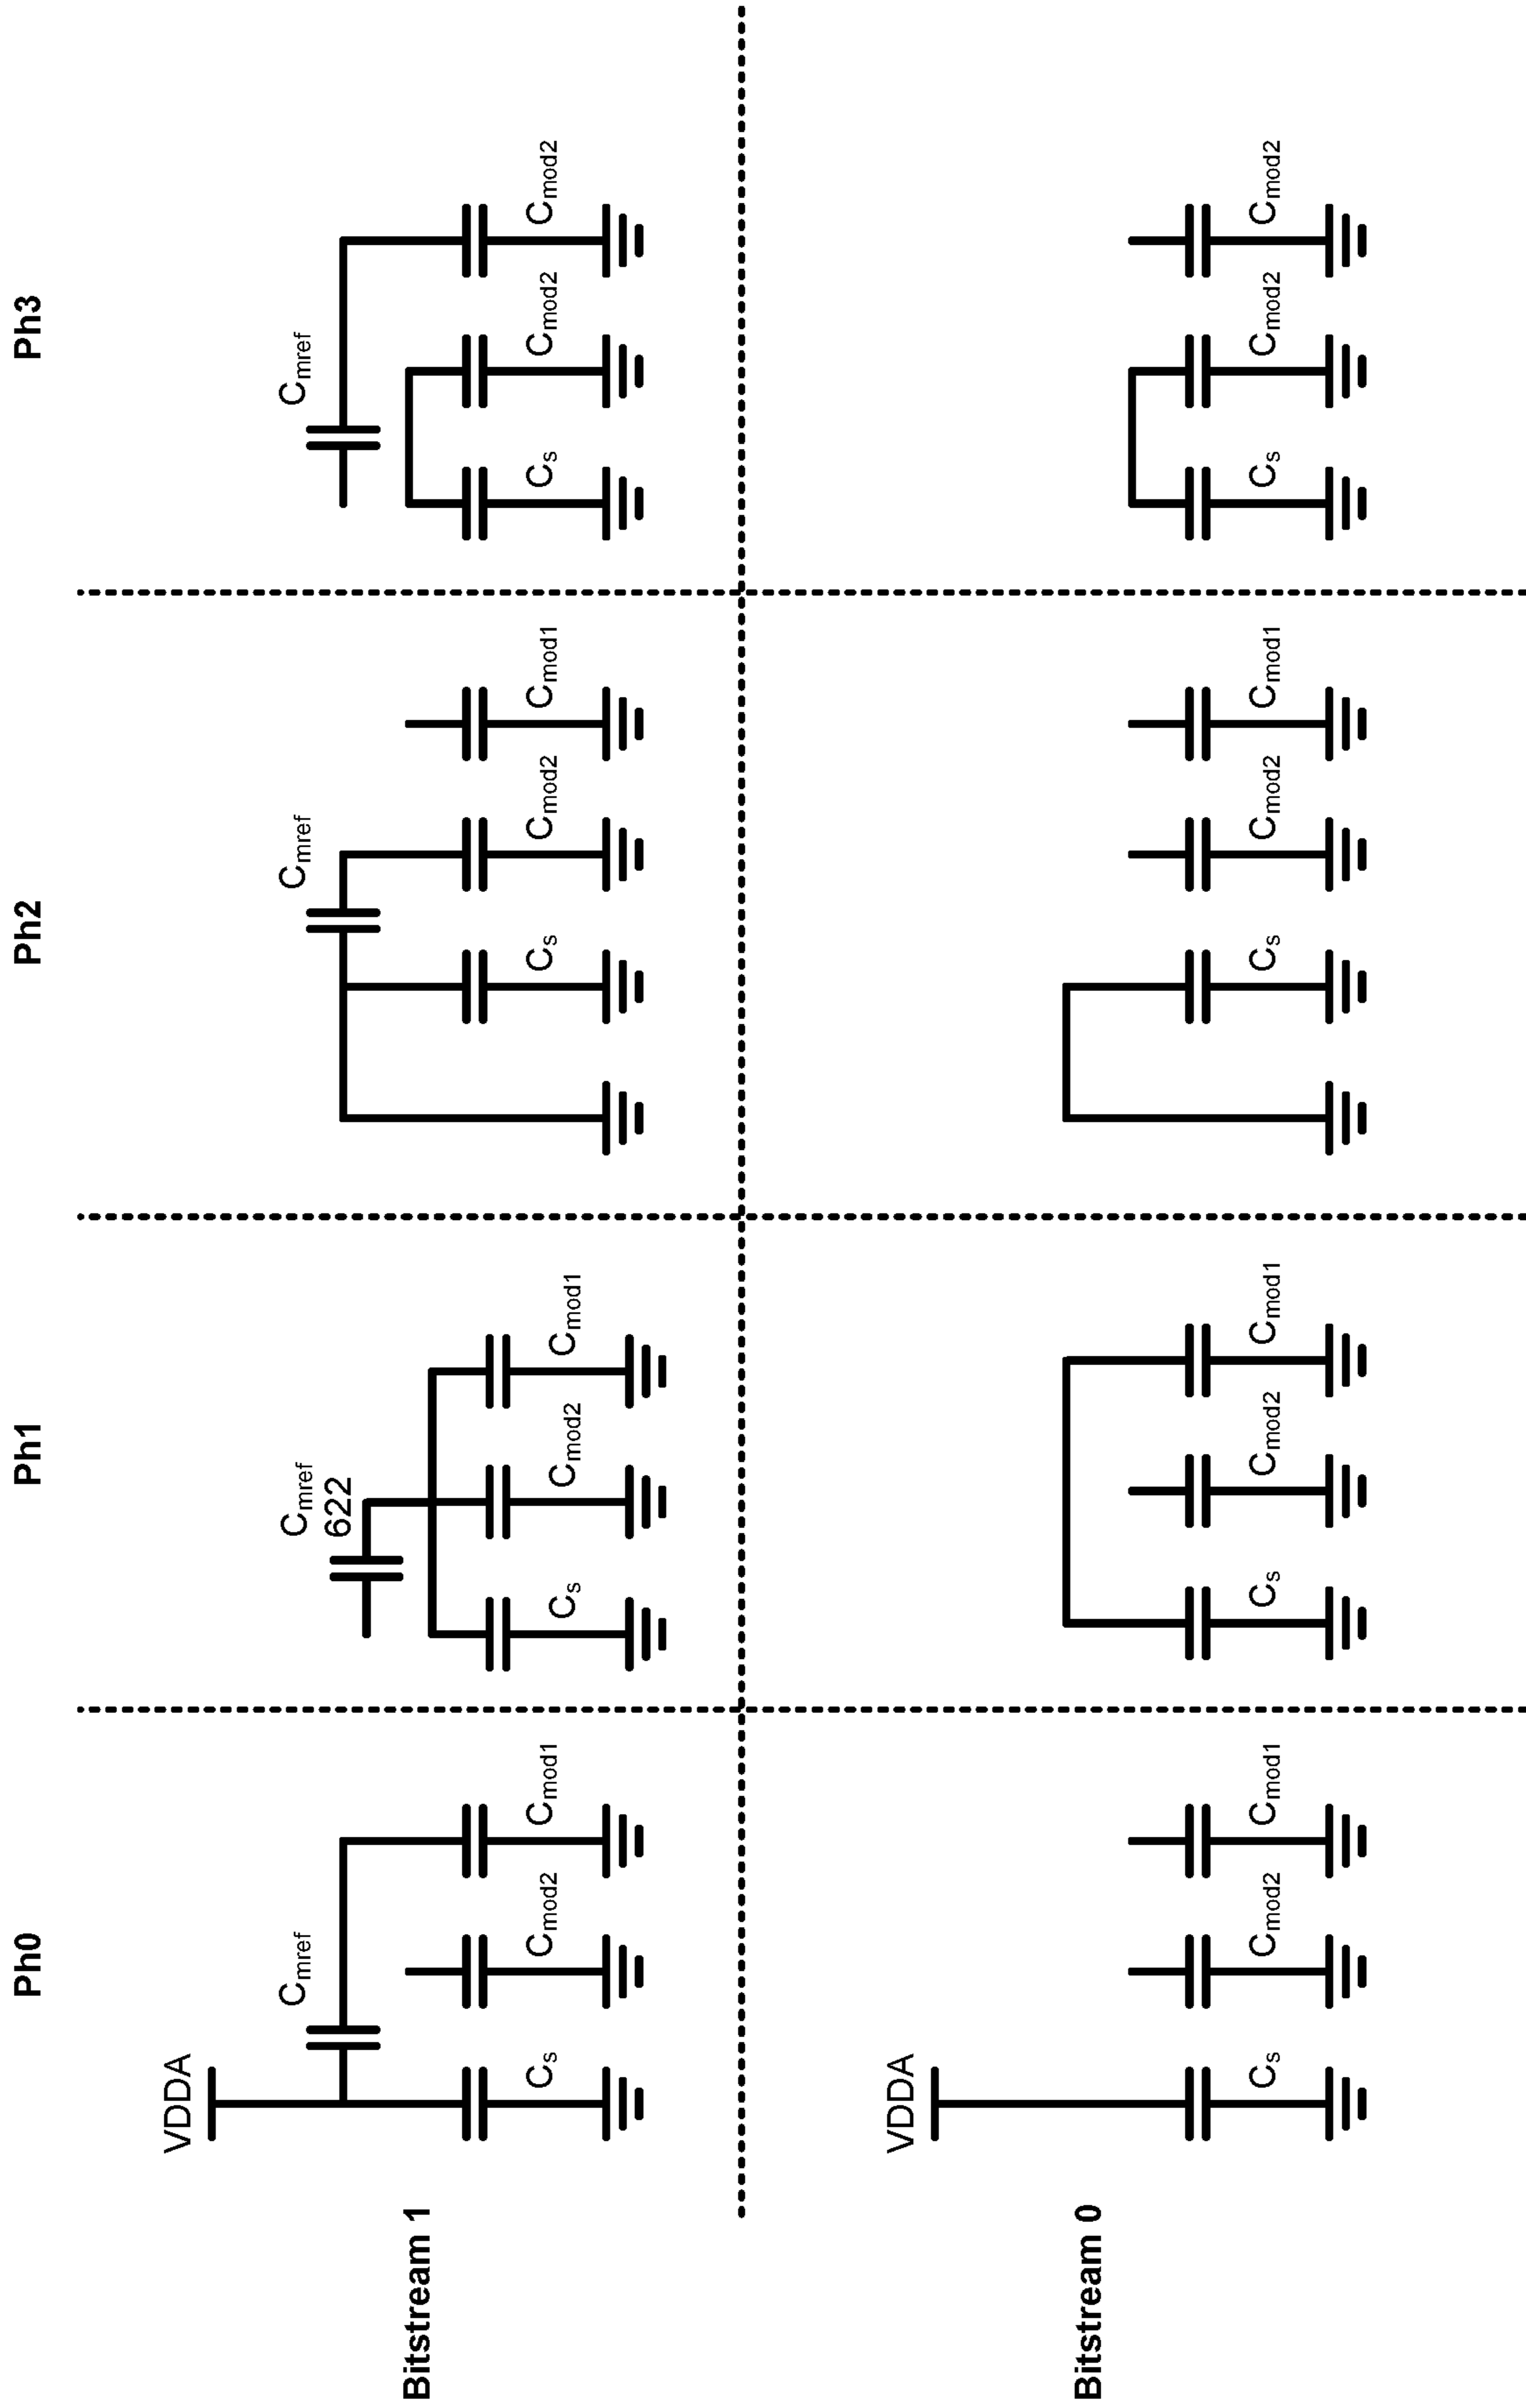 Ph0 Ph1 Ph2 Ph3
Bitstream 1
VDDA
Cmref
Cs Cmod2 Cmod1
Cmref
622
Cs Cmod2 Cmod1
Cmref
Cs Cmod2 Cmod1
Cmref
Cs Cmod2 Cmod2
Bitstream 0
VDDA
Cs Cmod2 Cmod1
Cs Cmod2 Cmod1
Cs Cmod2 Cmod1
Cs Cmod2 Cmod2